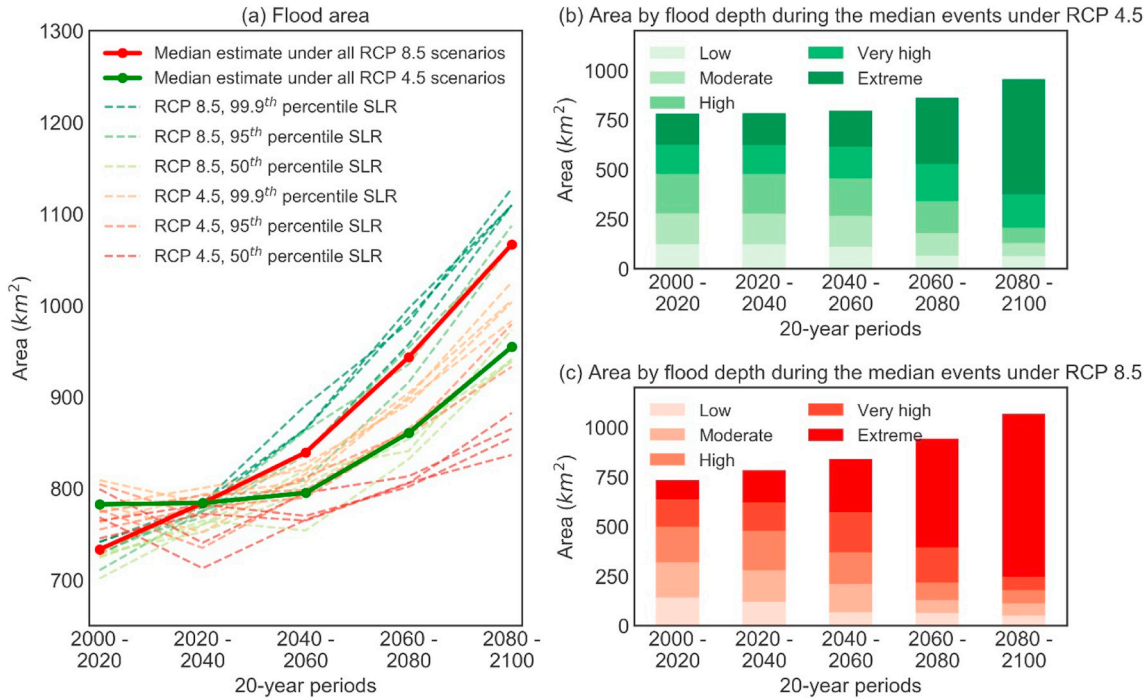 (a) Flood area
1300
1200
1100
1000
900
800
700
Area (km²)
Median estimate under all RCP 8.5 scenarios
Median estimate under all RCP 4.5 scenarios
RCP 8.5, 99.9th percentile SLR
RCP 8.5, 95th percentile SLR
RCP 8.5, 50th percentile SLR
RCP 4.5, 99.9th percentile SLR
RCP 4.5, 95th percentile SLR
RCP 4.5, 50th percentile SLR
2000 - 2020 - 2040 - 2060 - 2080 -
2020 2040 2060 2080 2100
20-year periods
(b) Area by flood depth during the median events under RCP 4.5
1000
750
500
250
0
Area (km²)
Low Very high
Moderate Extreme
High
2000 - 2020 - 2040 - 2060 - 2080 -
2020 2040 2060 2080 2100
20-year periods
(c) Area by flood depth during the median events under RCP 8.5
1000
750
500
250
0
Area (km²)
Low Very high
Moderate Extreme
High
2000 - 2020 - 2040 - 2060 - 2080 -
2020 2040 2060 2080 2100
20-year periods